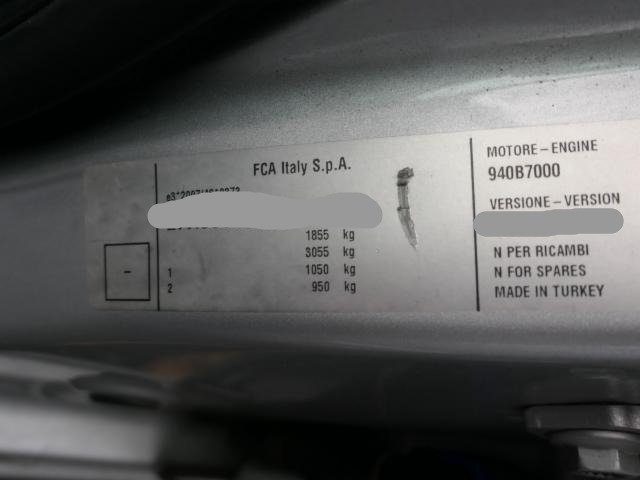 FCA Italy S.p.A.
1855 kg
3055 kg
-
1 1050 kg
2 950 kg
MOTORE - ENGINE
940B7000
VERSIONE - VERSION
N PER RICAMBI
N FOR SPARES
MADE IN TURKEY